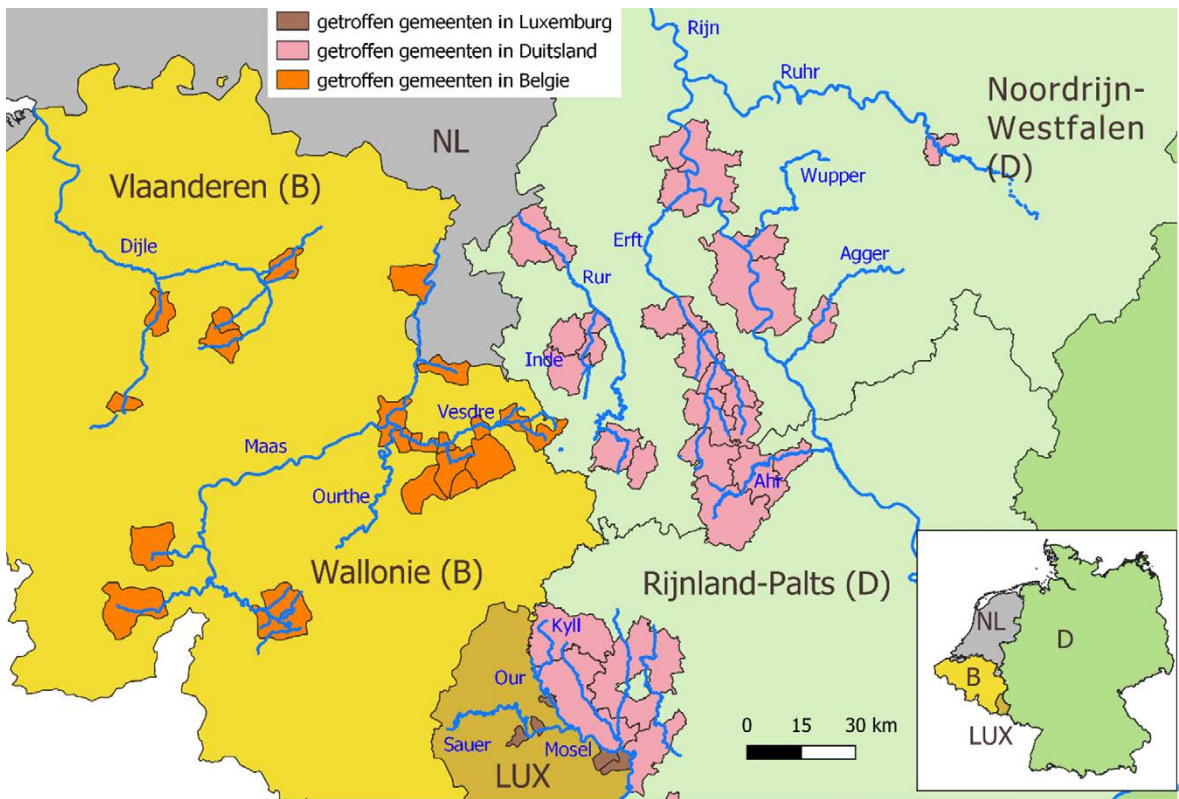 getroffen gemeenten in Luxemburg
getroffen gemeenten in Duitsland
getroffen gemeenten in Belgie
Rijn
Ruhr
Noordrijn-
Westfalen
(D)
NL
Vlaanderen (B)
Wupper
Dijle
Erft
Agger
Rur
Inde
Vesdre
Maas
Ahr
Ourthe
Wallonie (B)
Rijnland-Palts (D)
Kyll
Our
Sauer
Mosel
LUX
0 15 30 km
NL
D
B
LUX